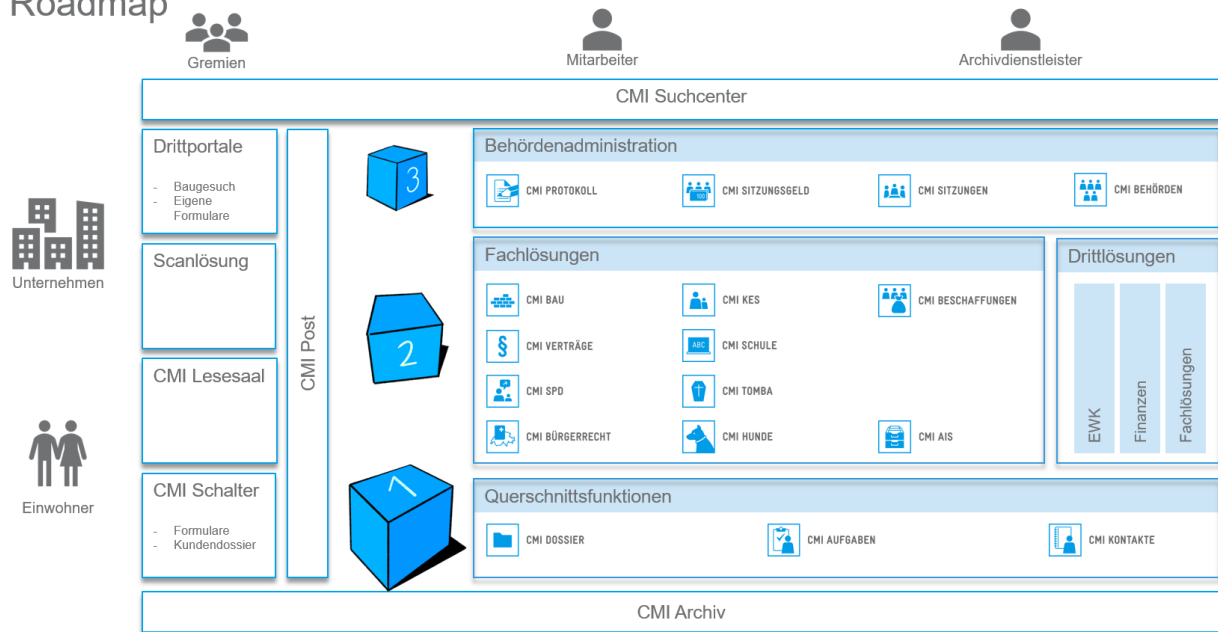 Roadmap
Gremien
Mitarbeiter
Archivdienstleister
CMI Suchcenter
Unternehmen
Einwohner
Drittportale
- Baugesuch
- Eigene
Formulare
Scanlösung
CMI Lesesaal
CMI Schalter
- Formulare
- Kundendossier
CMI Post
3
2
1
Behördenadministration
CMI PROTOKOLL
CMI SITZUNGSGELD
100
CMI SITZUNGEN
CMI BEHÖRDEN
Fachlösungen
CMI BAU
CMI KES
CMI BESCHAFFUNGEN
§
CMI VERTRÄGE
ABC
CMI SCHULE
CMI SPD
CMI TOMBA
CMI BÜRGERRECHT
CMI HUNDE
CMI AIS
Drittlösungen
EWK
Finanzen
Fachlösungen
Querschnittsfunktionen
CMI DOSSIER
CMI AUFGABEN
CMI KONTAKTE
CMI Archiv